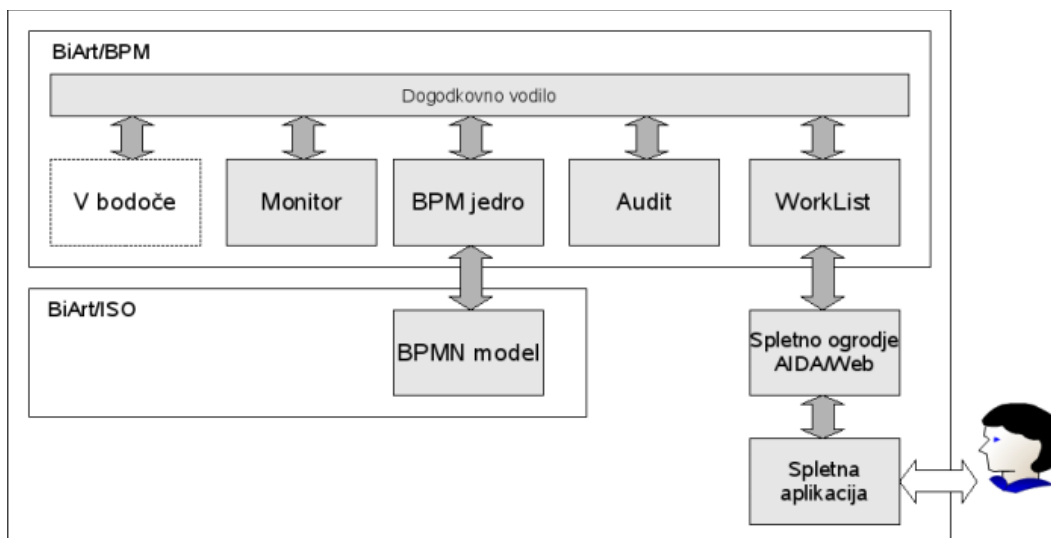 BiArt/BPM
Dogodkovno vodilo
V bodoče
Monitor
BPM jedro
Audit
WorkList
BiArt/ISO
BPMN model
Spletno ogrodje
AIDA/Web
Spletna
aplikacija